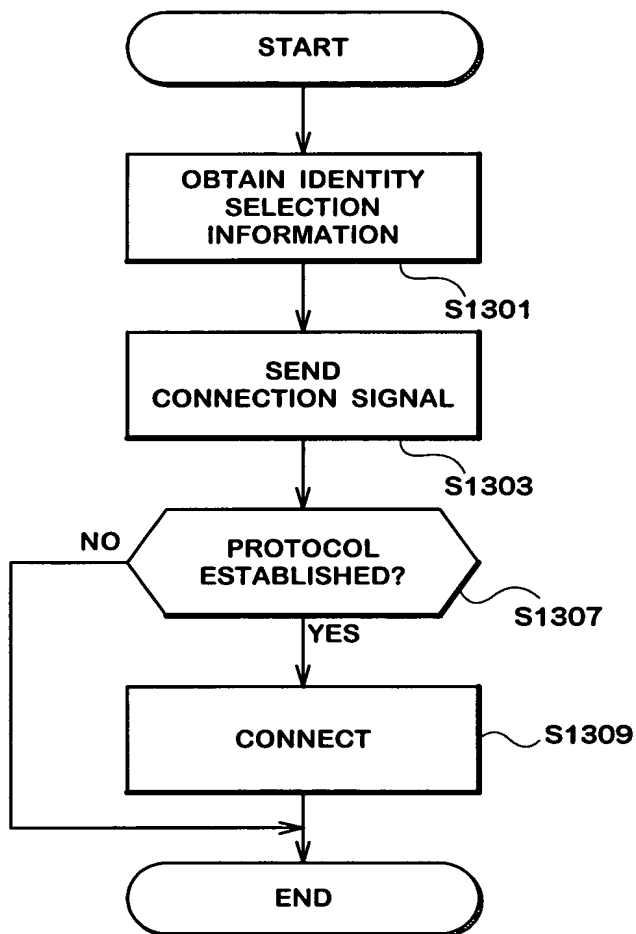 START
OBTAIN IDENTITY
SELECTION
INFORMATION
S1301
SEND
CONNECTION SIGNAL
S1303
NO
PROTOCOL
ESTABLISHED?
S1307
YES
CONNECT
S1309
END